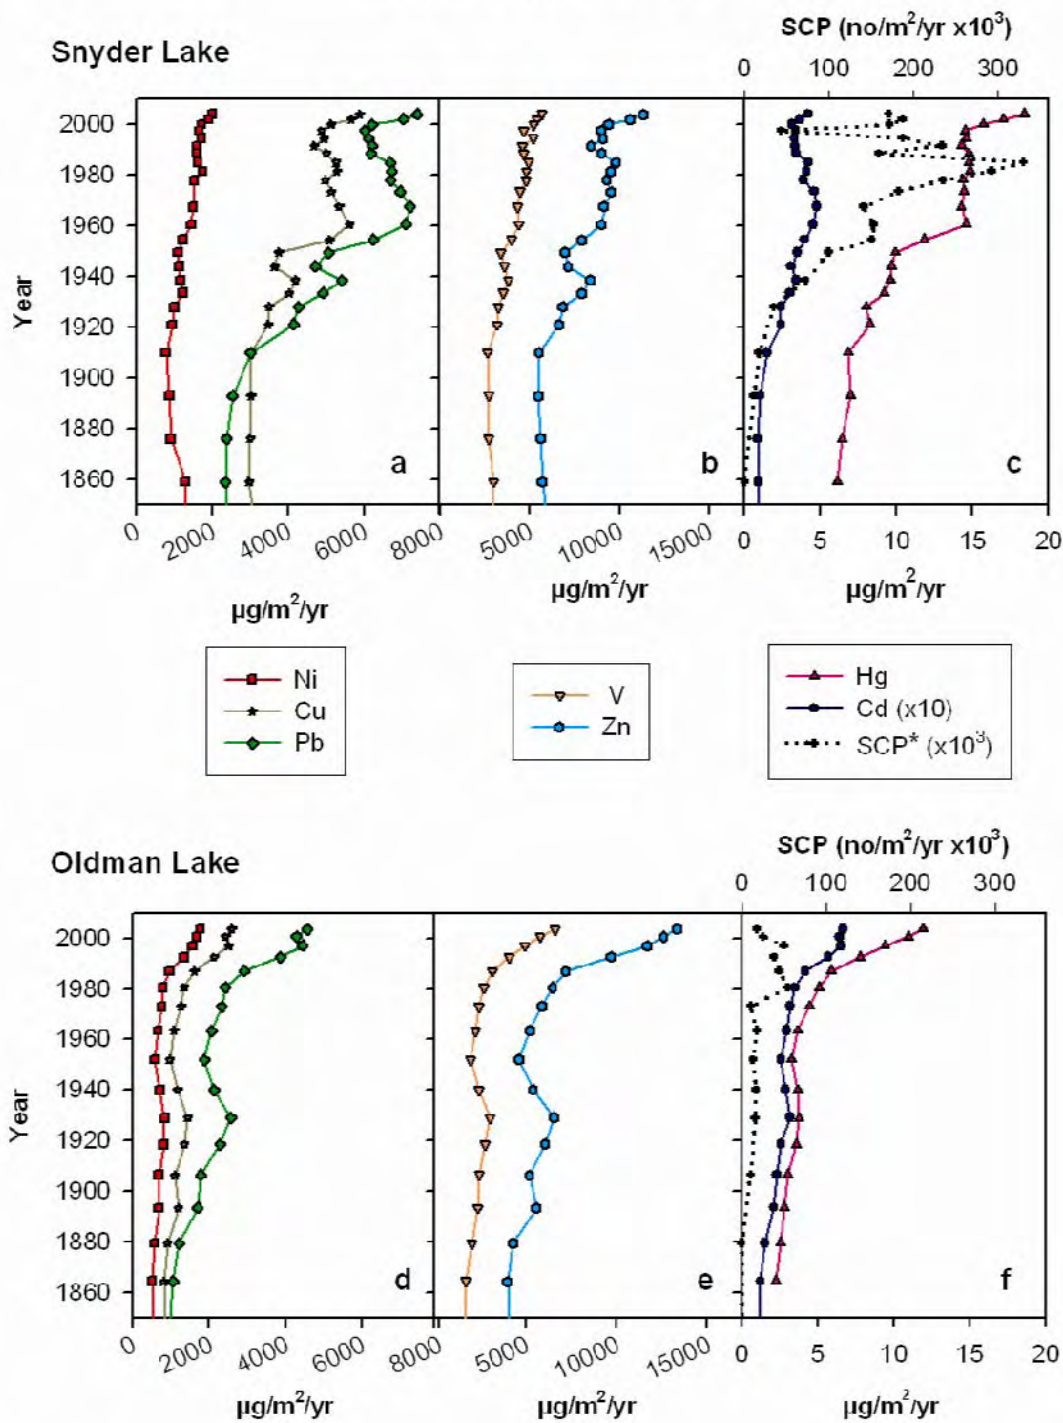 SCP (no/m²/yr x10³)
Snyder Lake
0 100 200 300
2000
1980
1960
1940
1920
1900
1880
1860
Year
a b c
0 2000 4000 6000 8000 5000 10000 15000 0 5 10 15 20
µg/m²/yr µg/m²/yr µg/m²/yr
Ni
Cu
Pb
V
Zn
Hg
Cd (x10)
SCP* (x10³)
SCP (no/m²/yr x10³)
Oldman Lake
0 100 200 300
2000
1980
1960
1940
1920
1900
1880
1860
Year
d e f
0 2000 4000 6000 8000 5000 10000 15000 0 5 10 15 20
µg/m²/yr µg/m²/yr µg/m²/yr